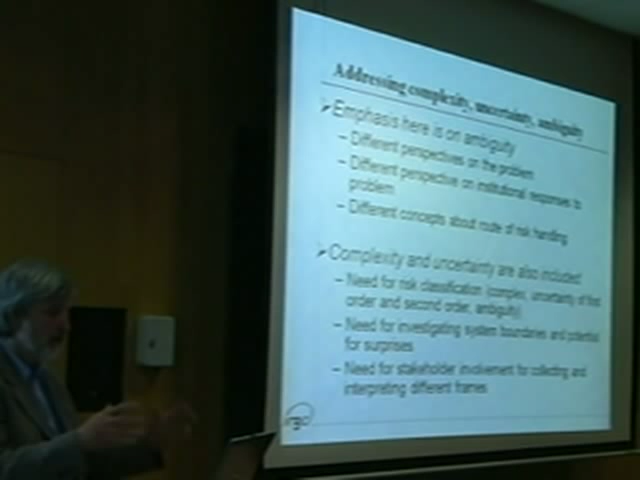 Addressing complexity, uncertainty, ambiguity
➢Emphasis here is on ambiguity
– Different perspectives on the problem
– Different perspective on institutional responses to
problem
– Different concepts about route of risk handling
➢Complexity and uncertainty are also included
– Need for risk classification (complex, uncertainty of first
order and second order, ambiguity)
– Need for investigating system boundaries and potential
for surprises
– Need for stakeholder involvement for collecting and
interpreting different frames
irgc